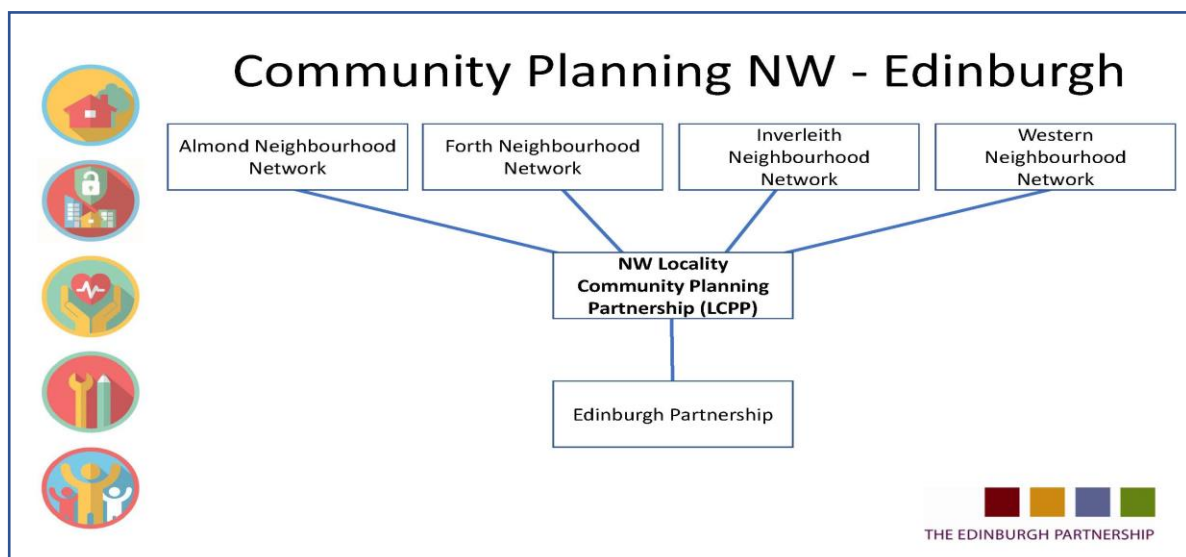 Community Planning NW - Edinburgh
Almond Neighbourhood
Network
Forth Neighbourhood
Network
Inverleith
Neighbourhood
Network
Western
Neighbourhood
Network
NW Locality
Community Planning
Partnership (LCPP)
Edinburgh Partnership
THE EDINBURGH PARTNERSHIP